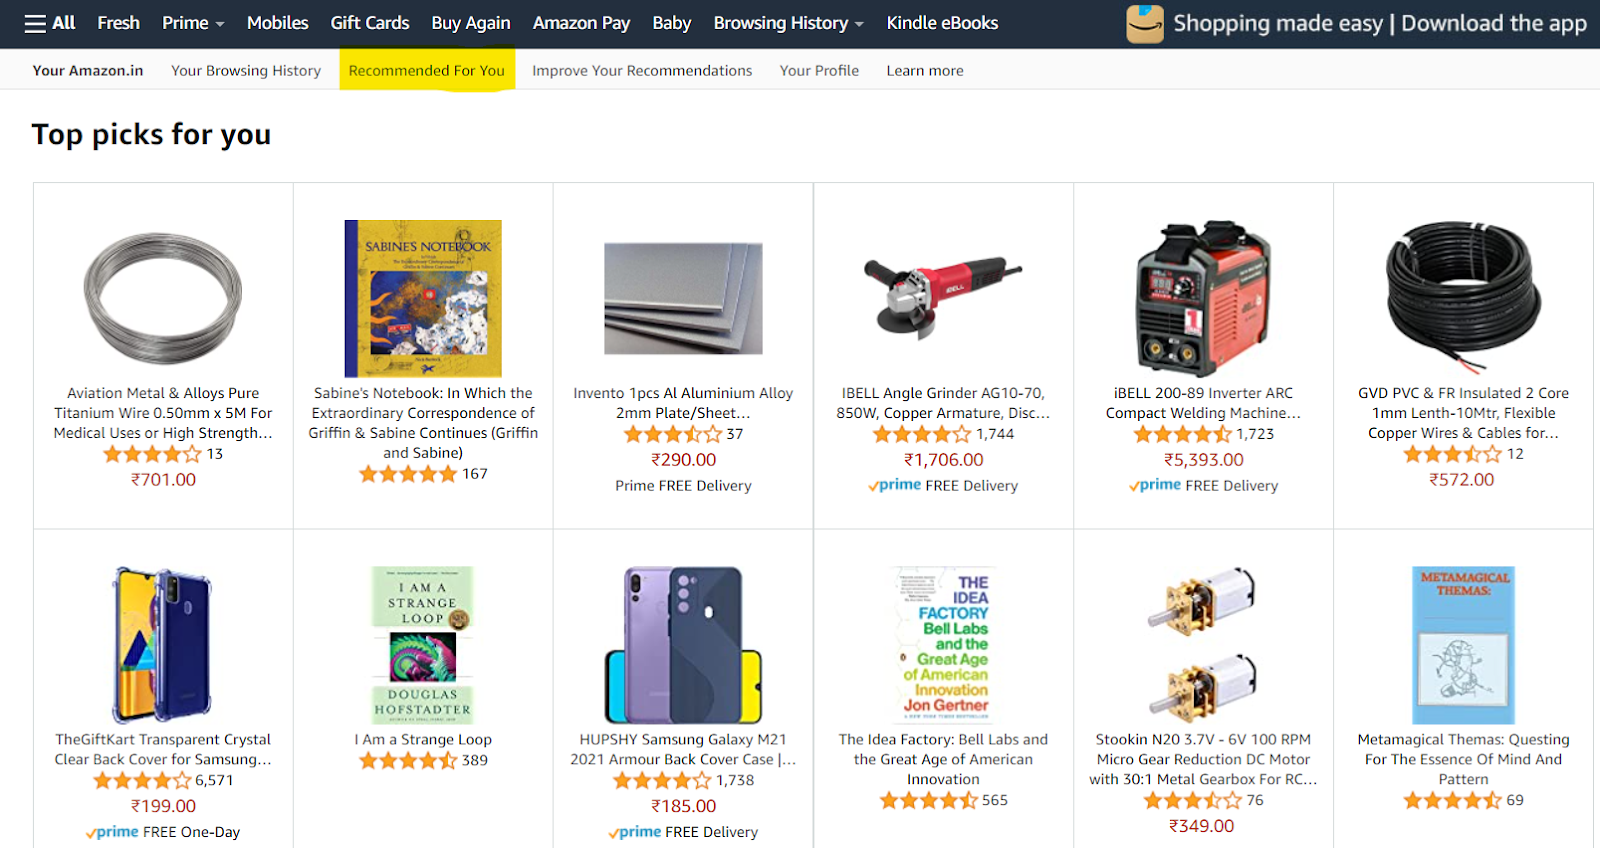 All Fresh Prime Mobiles Gift Cards Buy Again Amazon Pay Baby Browsing History Kindle eBooks Shopping made easy | Download the app
Your Amazon.in Your Browsing History Recommended For You Improve Your Recommendations Your Profile Learn more
Top picks for you
Aviation Metal & Alloys Pure
Titanium Wire 0.50mm x 5M For
Medical Uses or High Strength...
13
₹701.00
SABINE'S NOTEBOOK
Sabine's Notebook: In Which the
Extraordinary Correspondence of
Griffin & Sabine Continues (Griffin
and Sabine)
167
Invento 1pcs Al Aluminium Alloy
2mm Plate/Sheet...
37
₹290.00
Prime FREE Delivery
iBELL
IBELL Angle Grinder AG10-70,
850W, Copper Armature, Disc...
1,744
₹1,706.00
prime FREE Delivery
iBELL 200-89 Inverter ARC
Compact Welding Machine...
1,723
₹5,393.00
prime FREE Delivery
GVD PVC & FR Insulated 2 Core
1mm Lenth-10Mtr, Flexible
Copper Wires & Cables for...
12
₹572.00
TheGiftKart Transparent Crystal
Clear Back Cover for Samsung...
6,571
₹199.00
prime FREE One-Day
I AM A
STRANGE
LOOP
DOUGLAS
HOFSTADTER
I Am a Strange Loop
389
HUPSHY Samsung Galaxy M21
2021 Armour Back Cover Case |...
1,738
₹185.00
prime FREE Delivery
THE
IDEA
FACTORY
Bell Labs
and the
Great Age
of American
Innovation
Jon Gertner
The Idea Factory: Bell Labs and
the Great Age of American
Innovation
565
Stookin N20 3.7V - 6V 100 RPM
Micro Gear Reduction DC Motor
with 30:1 Metal Gearbox For RC...
76
₹349.00
METAMAGICAL
THEMAS:
Metamagical Themas: Questing
For The Essence Of Mind And
Pattern
69